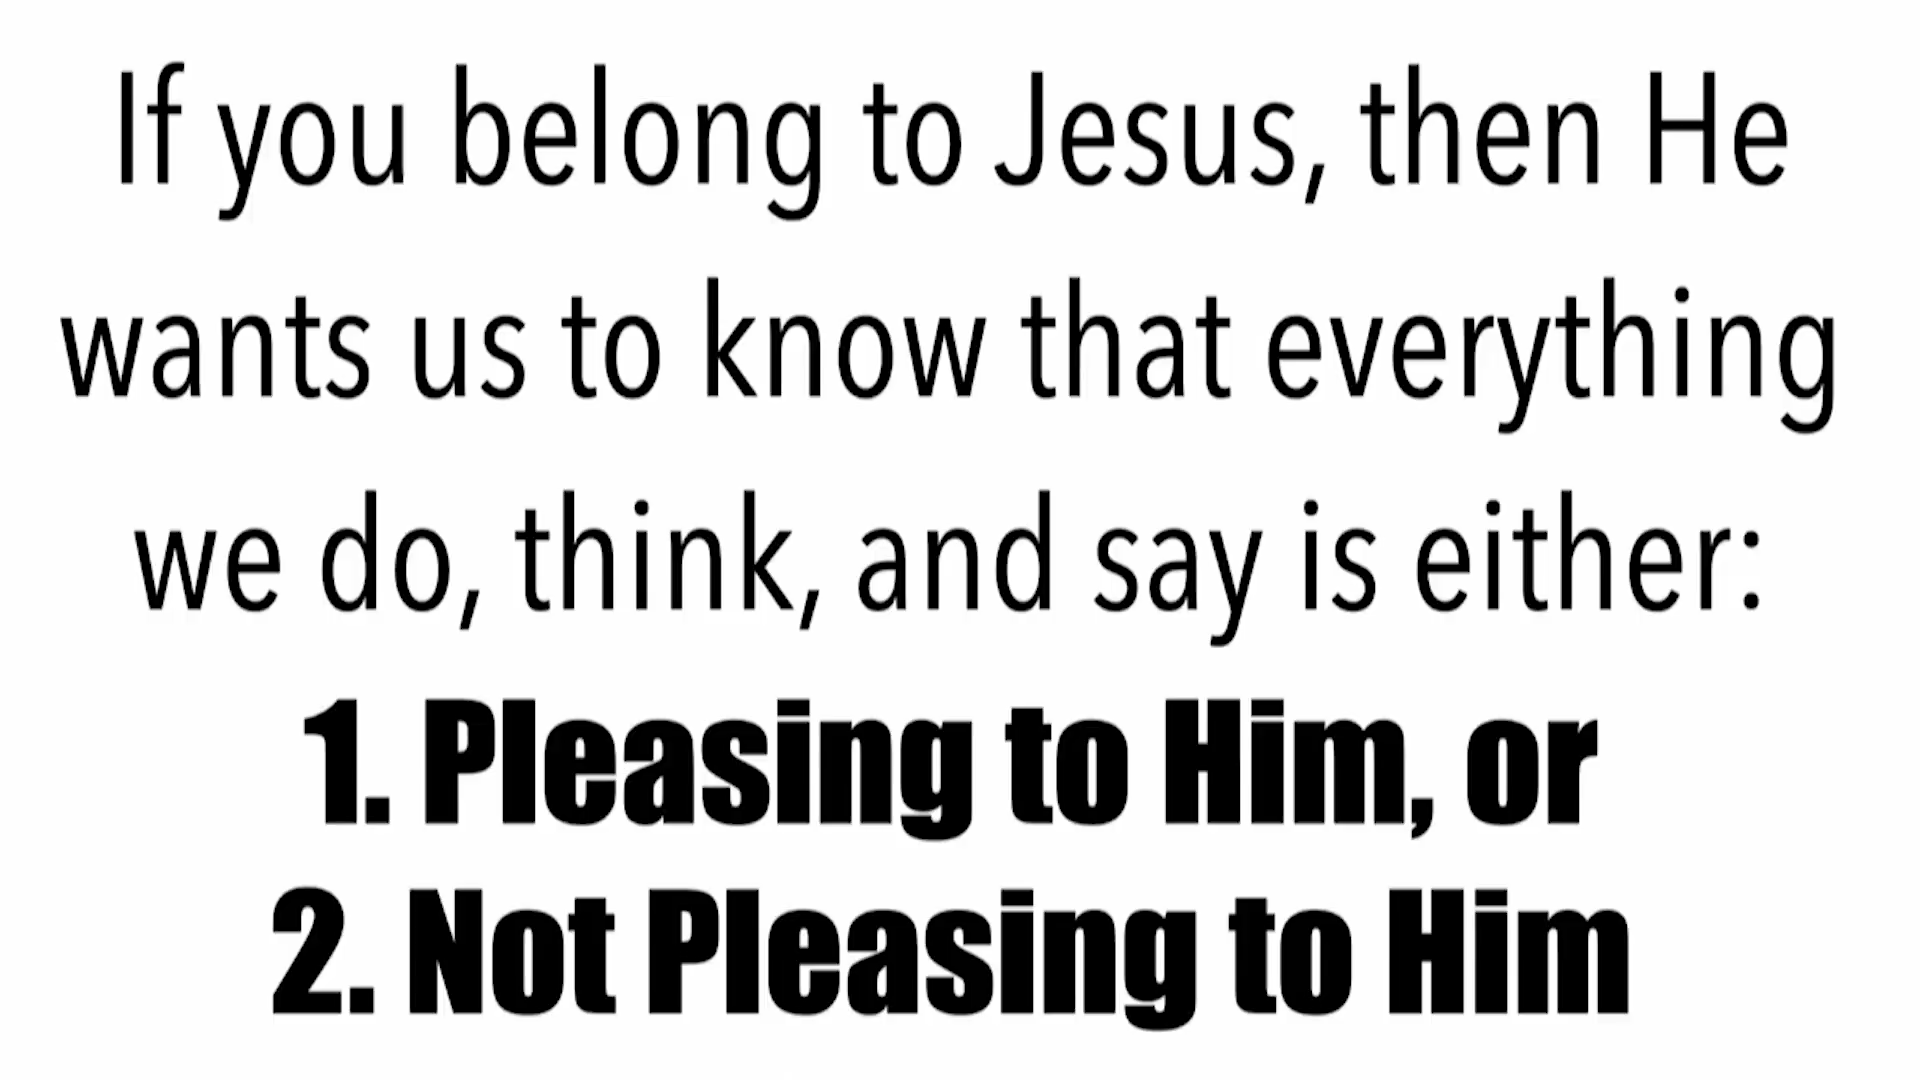 If you belong to Jesus, then He
wants us to know that everything
we do, think, and say is either:
1. Pleasing to Him, or
2. Not Pleasing to Him